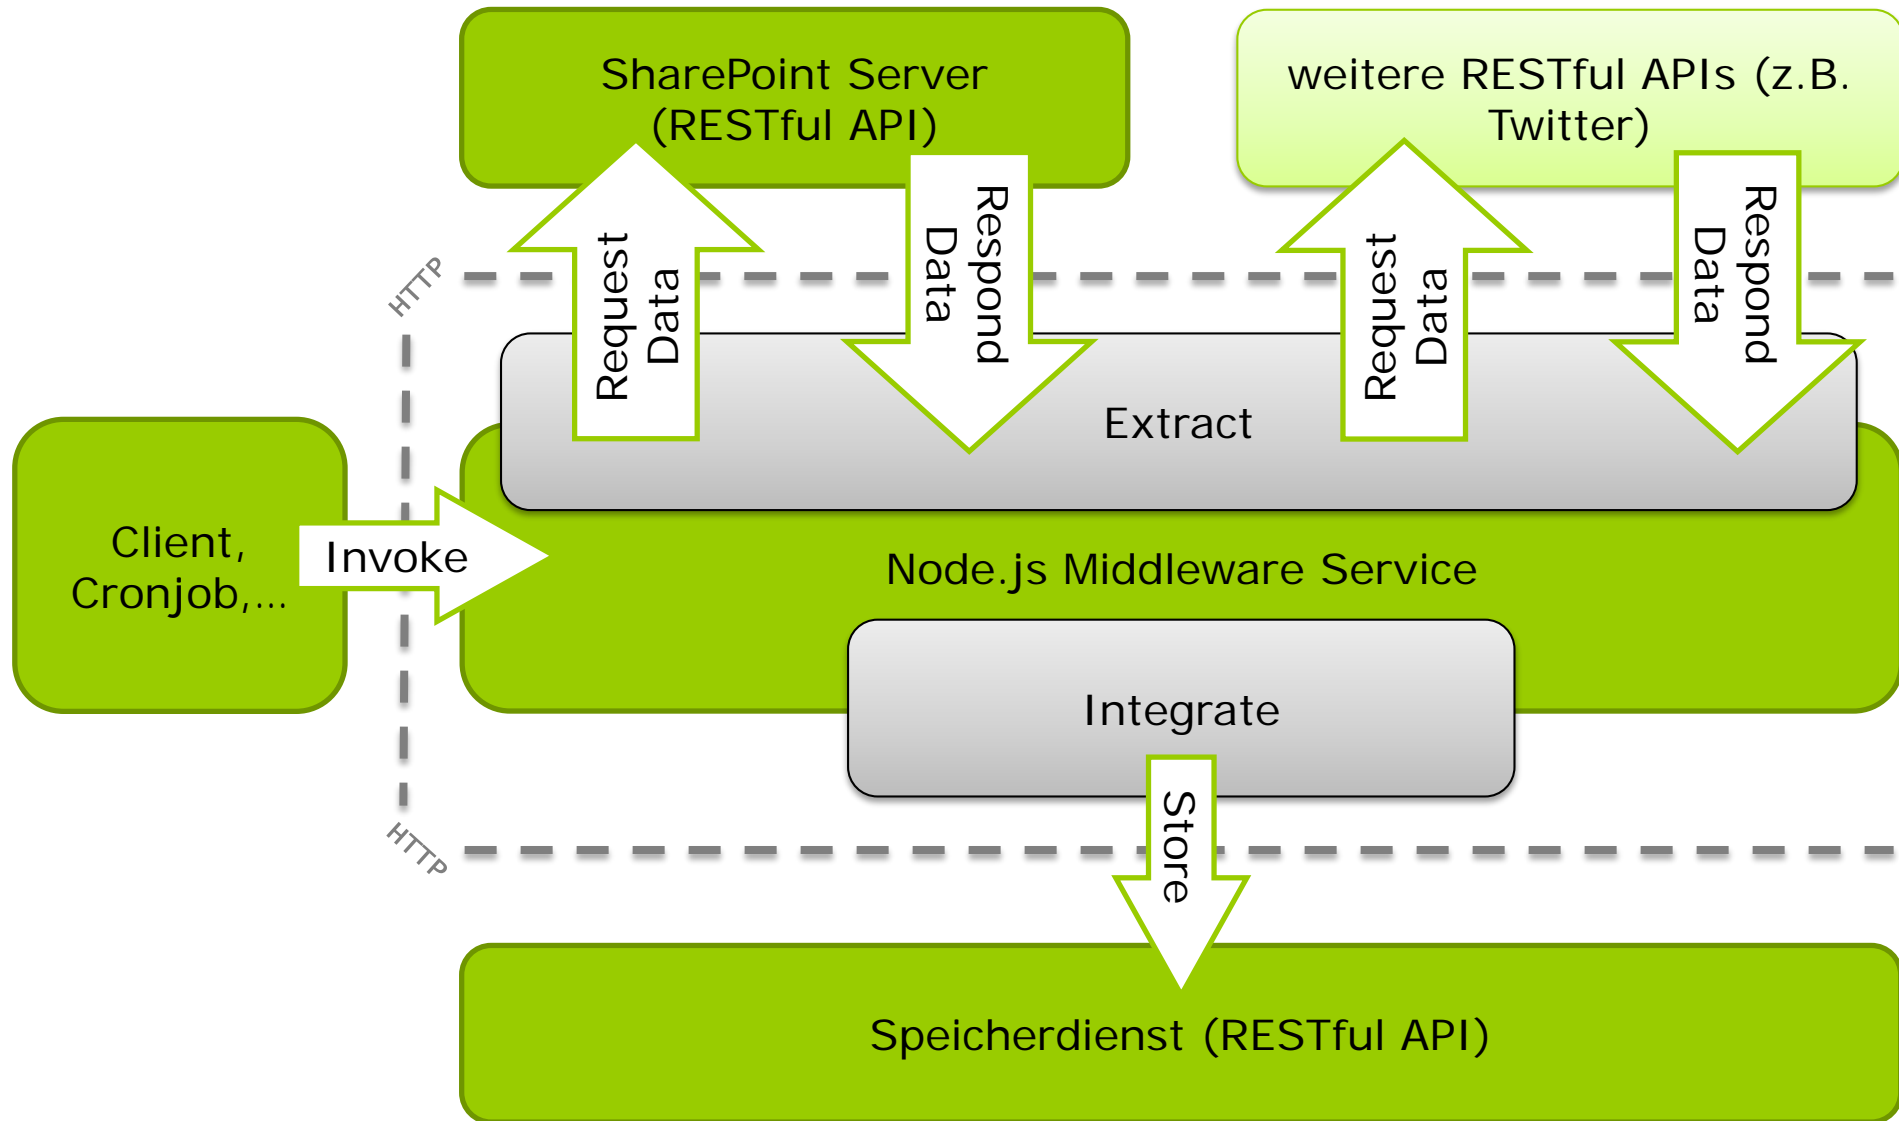 SharePoint Server
(RESTful API)
weitere RESTful APIs (z.B.
Twitter)
Request
Data
Respond
Data
Request
Data
Respond
Data
HTTP
Extract
Client,
Cronjob,...
Invoke
Node.js Middleware Service
Integrate
Store
HTTP
Speicherdienst (RESTful API)